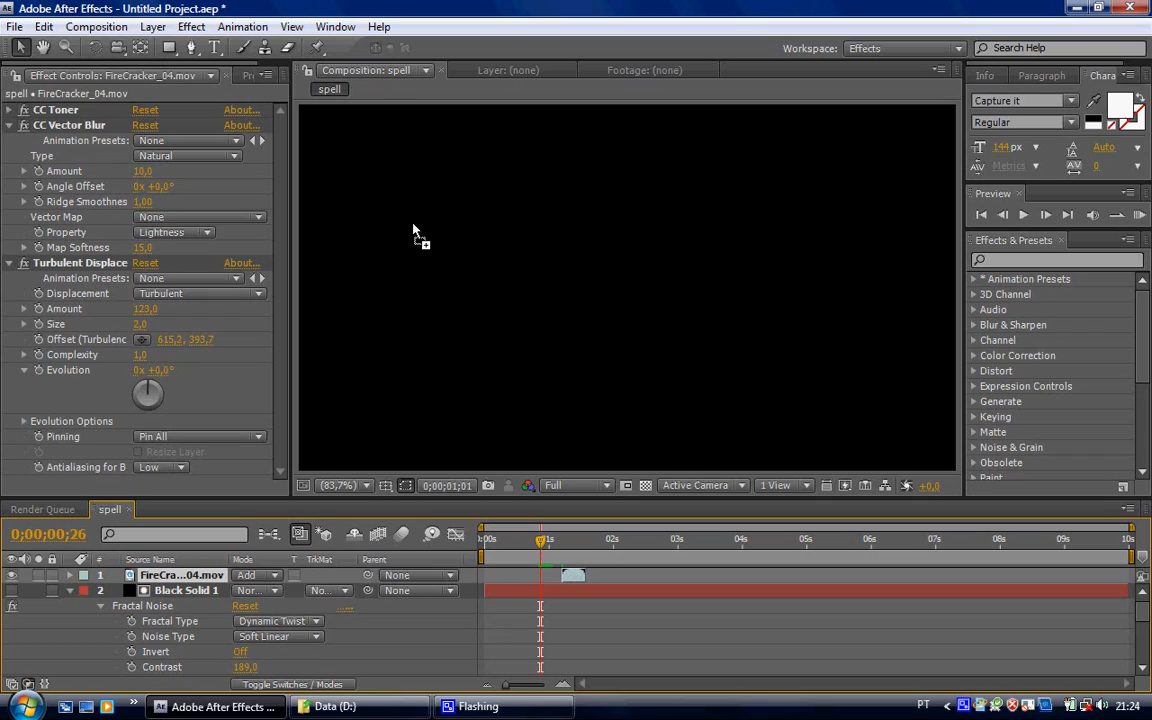 Adobe After Effects - Untitled Project.aep *
File Edit Composition Layer Effect Animation View Window Help
Workspace: Effects Search Help
Effect Controls: FireCracker_04.mov Composition: spell Layer: (none) Footage: (none) Info Paragraph Chara
spell • FireCracker_04.mov spell
CC Toner Reset About...
CC Vector Blur Reset About...
Animation Presets: None
Type Natural
Amount 10,0
Angle Offset 0x +0,0°
Ridge Smoothnes 1,00
Vector Map None
Property Lightness
Map Softness 15,0
Turbulent Displace Reset About...
Animation Presets: None
Displacement Turbulent
Amount 123,0
Size 2,0
Offset (Turbulenc 615,2, 393,7
Complexity 1,0
Evolution 0x +0,0°
Evolution Options
Pinning Pin All
Resize Layer
Antialiasing for B Low
Capture it
Regular
144 px Auto
Metrics 0
Preview
Effects & Presets
* Animation Presets
3D Channel
Audio
Blur & Sharpen
Channel
Color Correction
Distort
Expression Controls
Generate
Keying
Matte
Noise & Grain
Obsolete
Paint
(83,7%) 0;00;01;01 Full Active Camera 1 View +0,0
Render Queue spell
0;00;00;26 :00s 1s 02s 03s 04s 05s 06s 07s 08s 09s 10s
Source Name Mode T TrkMat Parent
1 FireCra...04.mov Add None
2 Black Solid 1 Nor... No... None
Fractal Noise Reset ......
Fractal Type Dynamic Twist
Noise Type Soft Linear
Invert Off
Contrast 189,0
Toggle Switches / Modes
Adobe After Effects ... Data (D:) Flashing PT 21:24